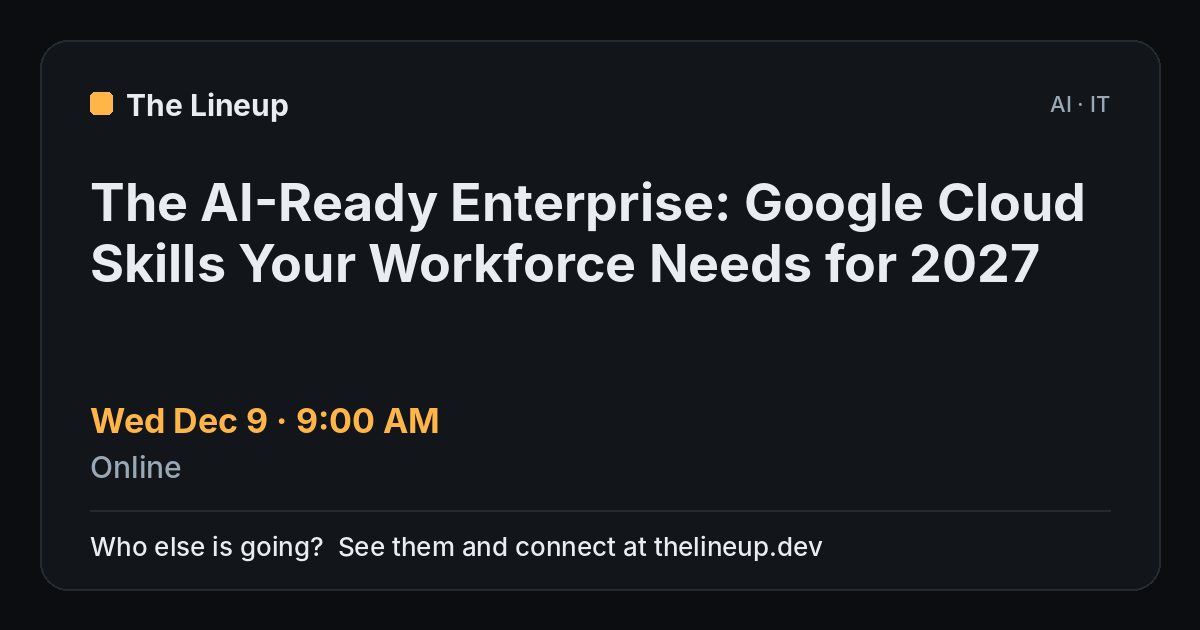 The Lineup
AI · IT
The AI-Ready Enterprise: Google Cloud
Skills Your Workforce Needs for 2027
Wed Dec 9 · 9:00 AM
Online
Who else is going?  See them and connect at thelineup.dev